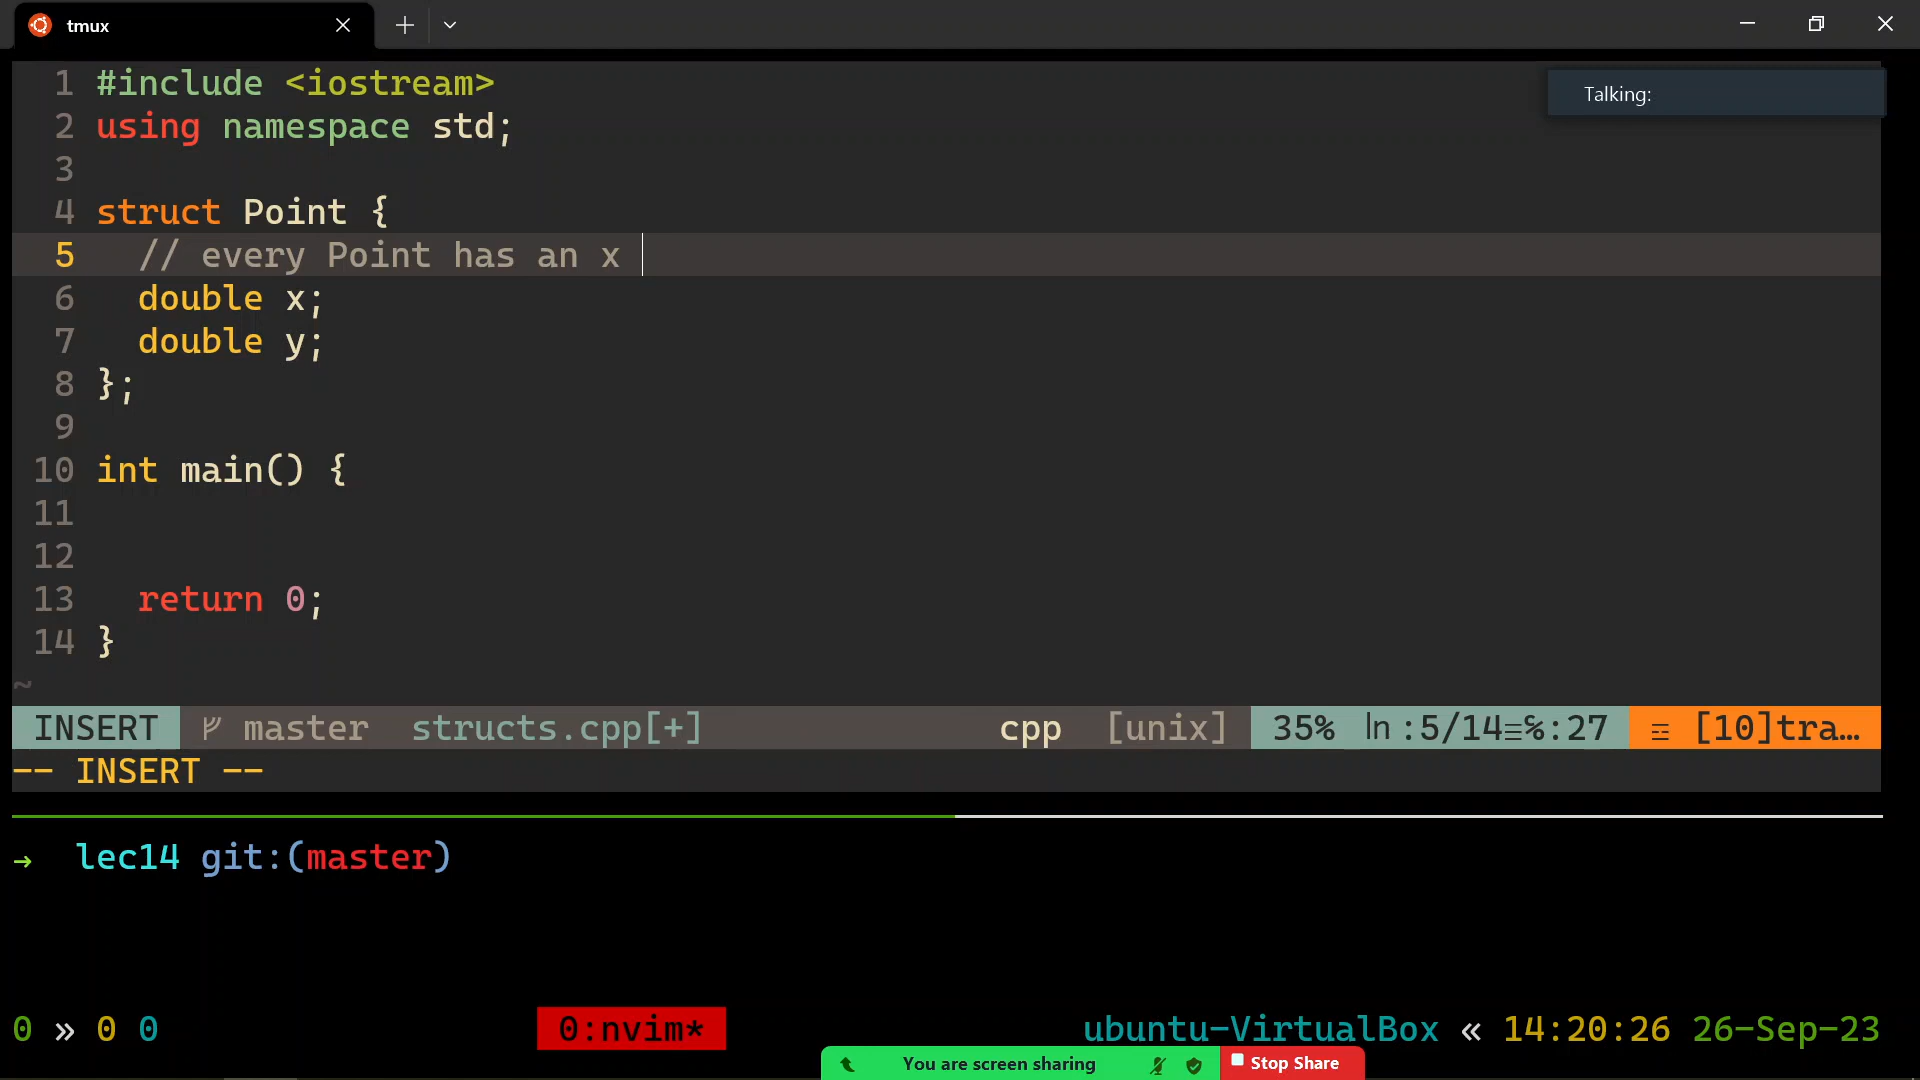 tmux
Talking:
1 #include <iostream>
2 using namespace std;
3
4 struct Point {
5 // every Point has an x
6 double x;
7 double y;
8 };
9
10 int main() {
11
12
13 return 0;
14 }
~
INSERT master structs.cpp[+] cpp [unix] 35% ln :5/14≡℅:27 ☲ [10]tra…
-- INSERT --
→ lec14 git:(master)
0 » 0 0 0:nvim* ubuntu-VirtualBox « 14:20:26 26-Sep-23
You are screen sharing Stop Share